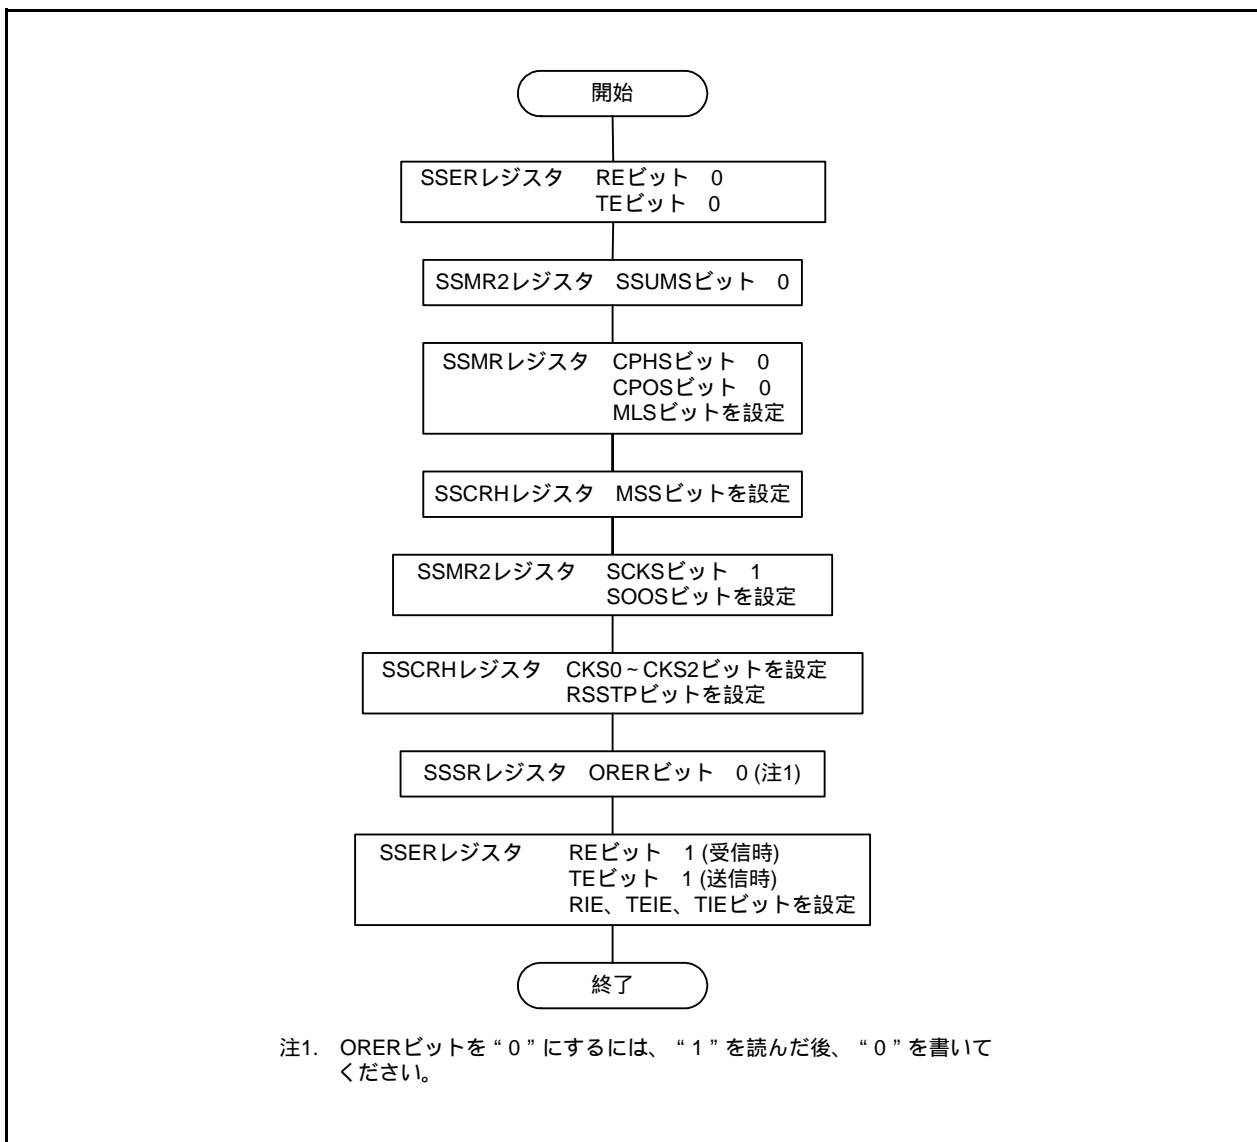 開始
SSERレジスタ REビット 0
TEビット 0
SSMR2レジスタ SSUMSビット 0
SSMRレジスタ CPHSビット 0
CPOSビット 0
MLSビットを設定
SSCRHレジスタ MSSビットを設定
SSMR2レジスタ SCKSビット 1
SOOSビットを設定
SSCRHレジスタ CKS0~CKS2ビットを設定
RSSTPビットを設定
SSSRレジスタ ORERビット 0 (注1)
SSERレジスタ REビット 1 (受信時)
TEビット 1 (送信時)
RIE、TEIE、TIEビットを設定
終了
注1. ORERビットを“0”にするには、“1”を読んだ後、“0”を書いて
ください。